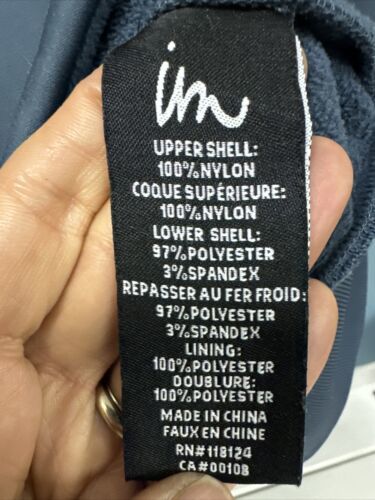 im
UPPER SHELL:
100%NYLON
COQUE SUPÉRIEURE:
100%NYLON
LOWER SHELL:
97%POLYESTER
3%SPANDEX
REPASSER AU FER FROID:
97%POLYESTER
3%SPANDEX
LINING:
100%POLYESTER
DOUBLURE:
100%POLYESTER
MADE IN CHINA
FAUX EN CHINE
RN#118124
CA#00108